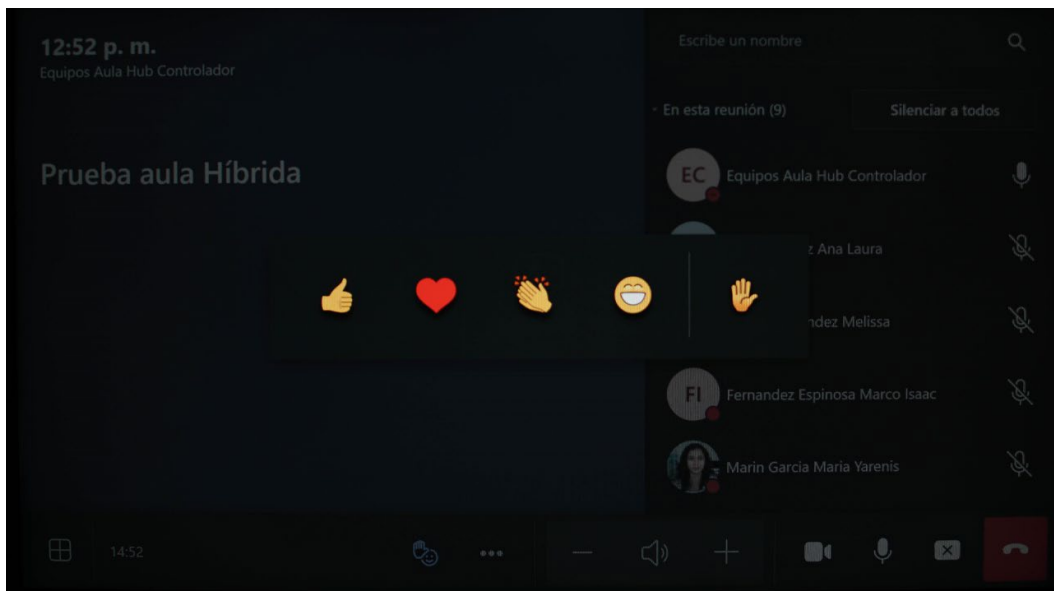 12:52 p. m.
Equipos Aula Hub Controlador
Prueba aula Híbrida
Escribe un nombre
En esta reunión (9)
Silenciar a todos
EC
Equipos Aula Hub Controlador
Ana Laura
Melissa
FI
Fernandez Espinosa Marco Isaac
Marin Garcia Maria Yarenis
14:52